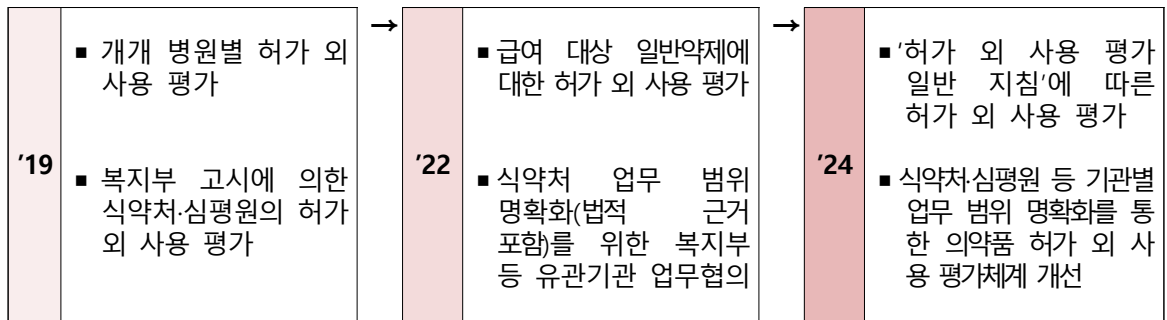 '19
▪ 개개 병원별 허가 외
사용 평가
▪ 복지부 고시에 의한
식약처·심평원의 허가
외 사용 평가
→
'22
▪ 급여 대상 일반약제에
대한 허가 외 사용 평가
▪ 식약처 업무 범위
명확화(법적 근거
포함)를 위한 복지부
등 유관기관 업무협의
→
'24
▪ '허가 외 사용 평가
일반 지침'에 따른
허가 외 사용 평가
▪ 식약처·심평원 등 기관별
업무 범위 명확화를 통
한 의약품 허가 외 사
용 평가체계 개선